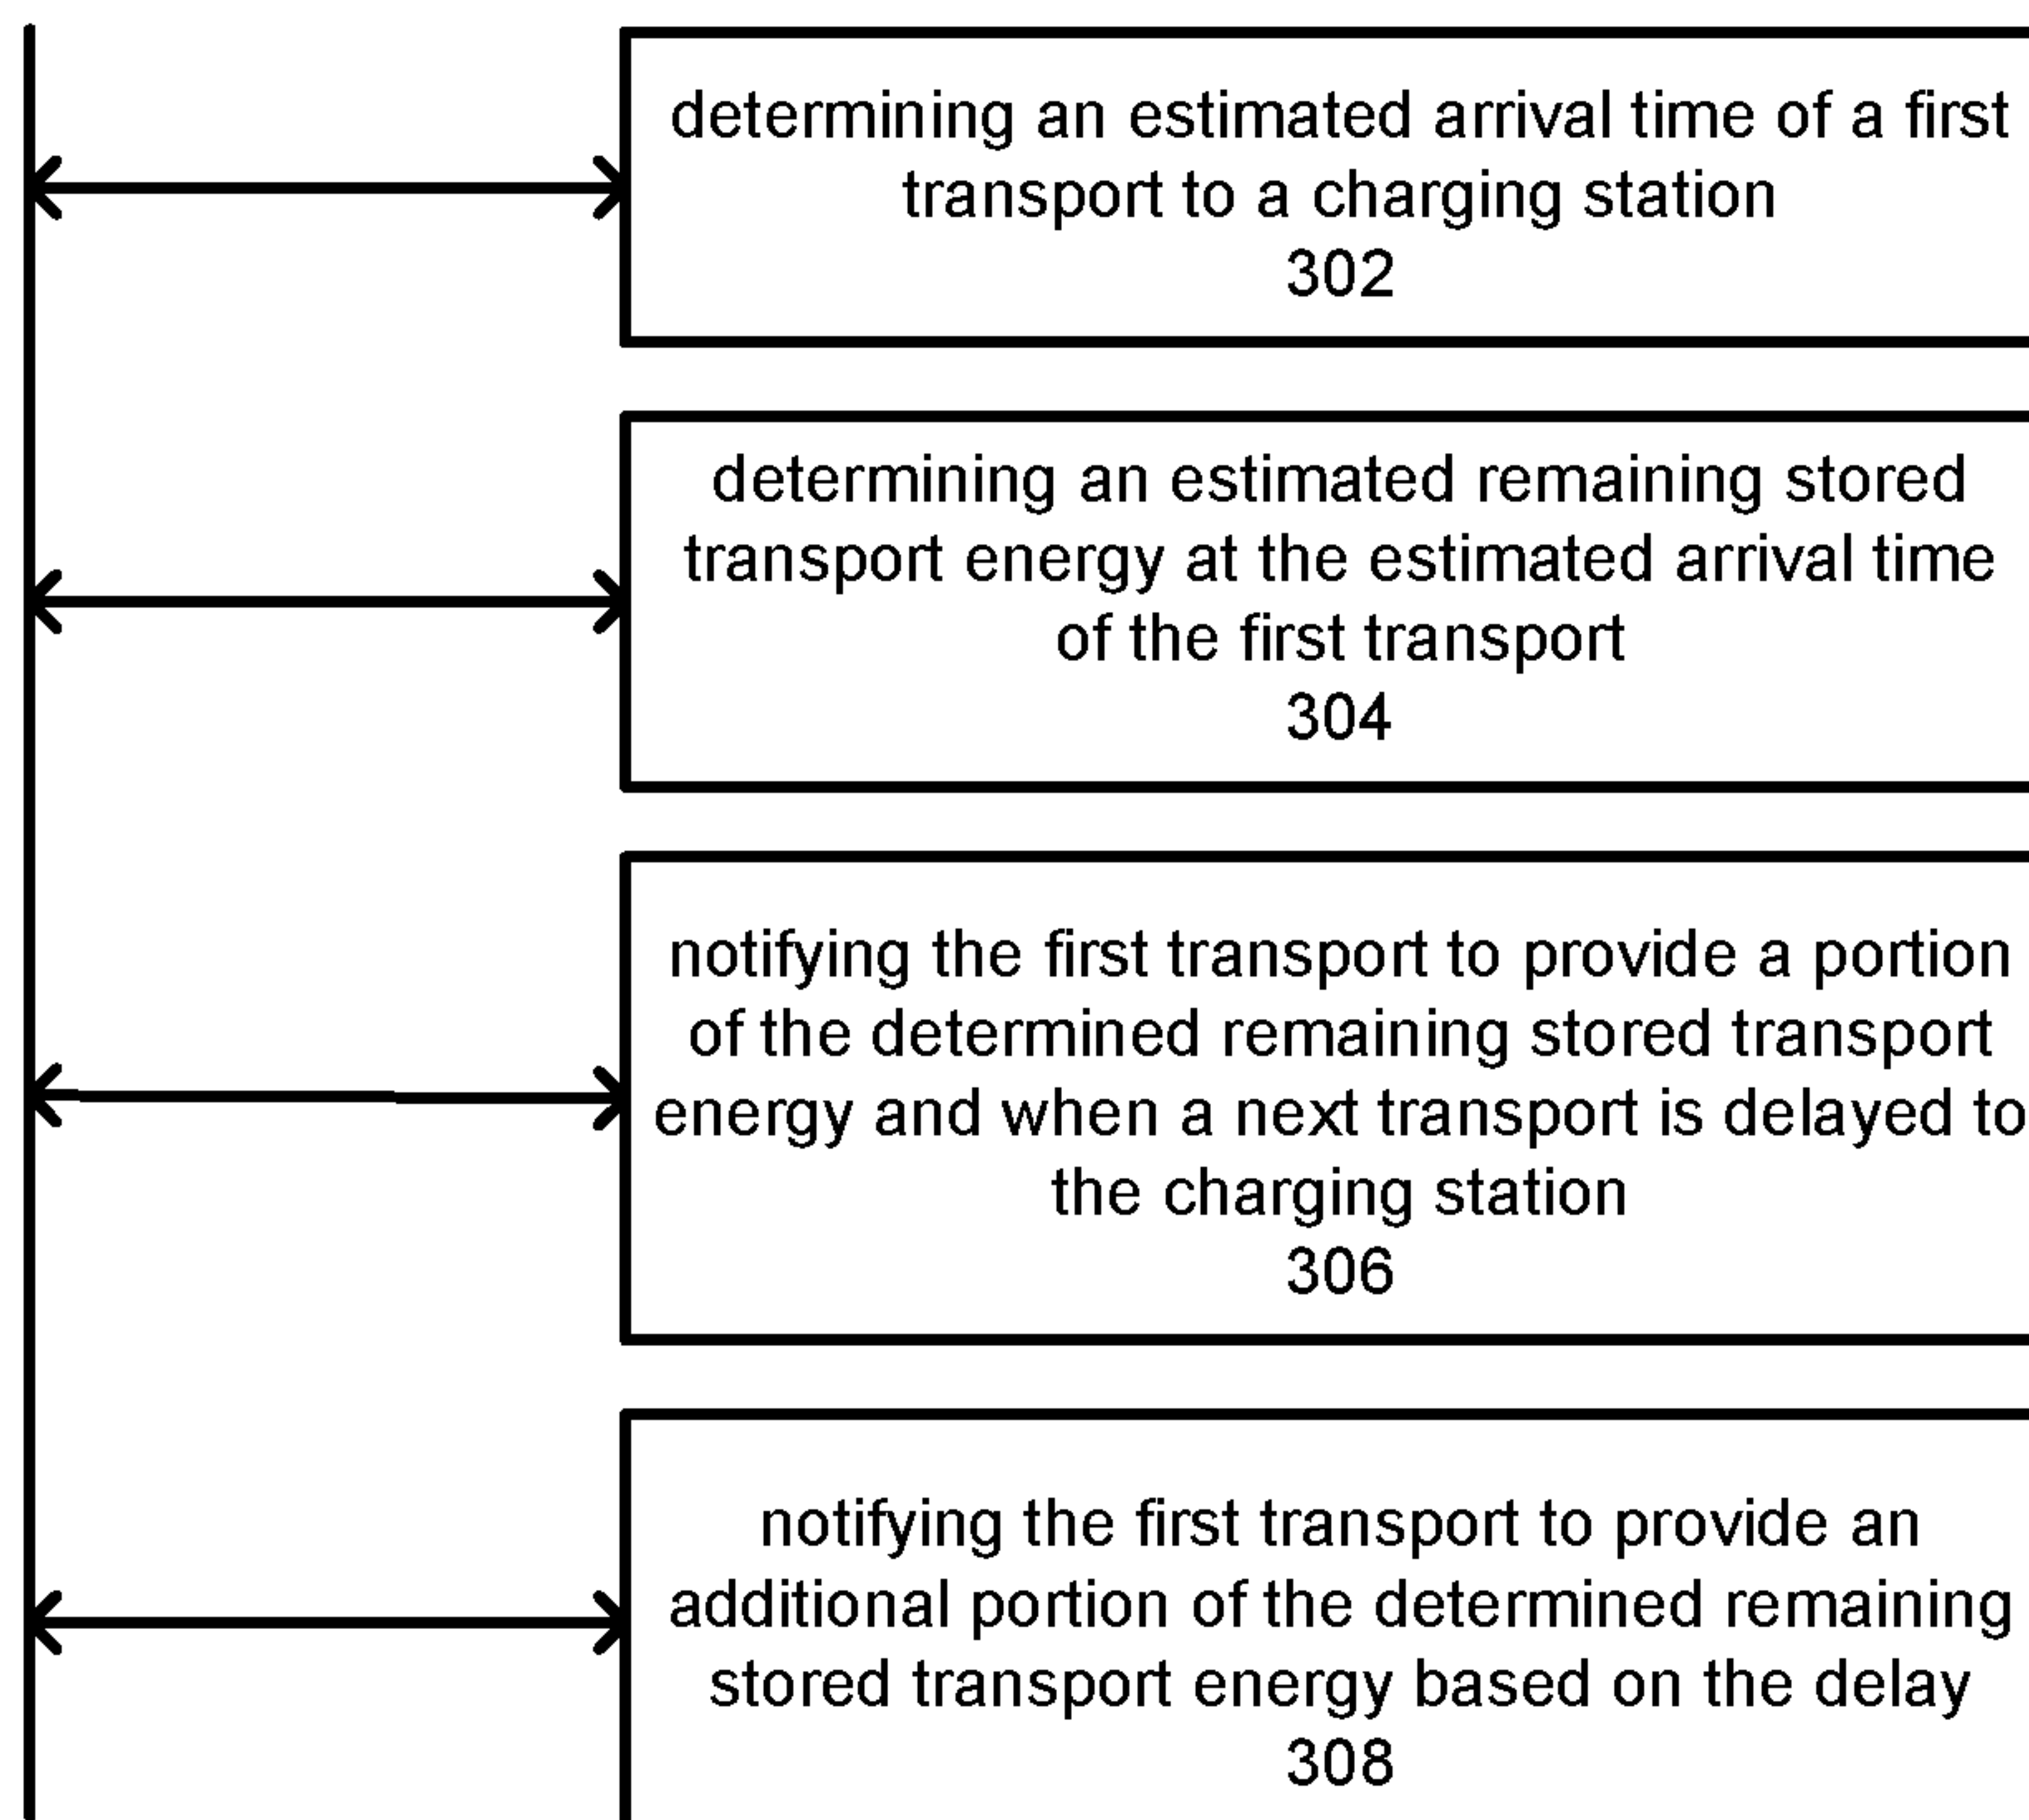 determining an estimated arrival time of a first
transport to a charging station
302
determining an estimated remaining stored
transport energy at the estimated arrival time
of the first transport
304
notifying the first transport to provide a portion
of the determined remaining stored transport
energy and when a next transport is delayed to
the charging station
306
notifying the first transport to provide an
additional portion of the determined remaining
stored transport energy based on the delay
308